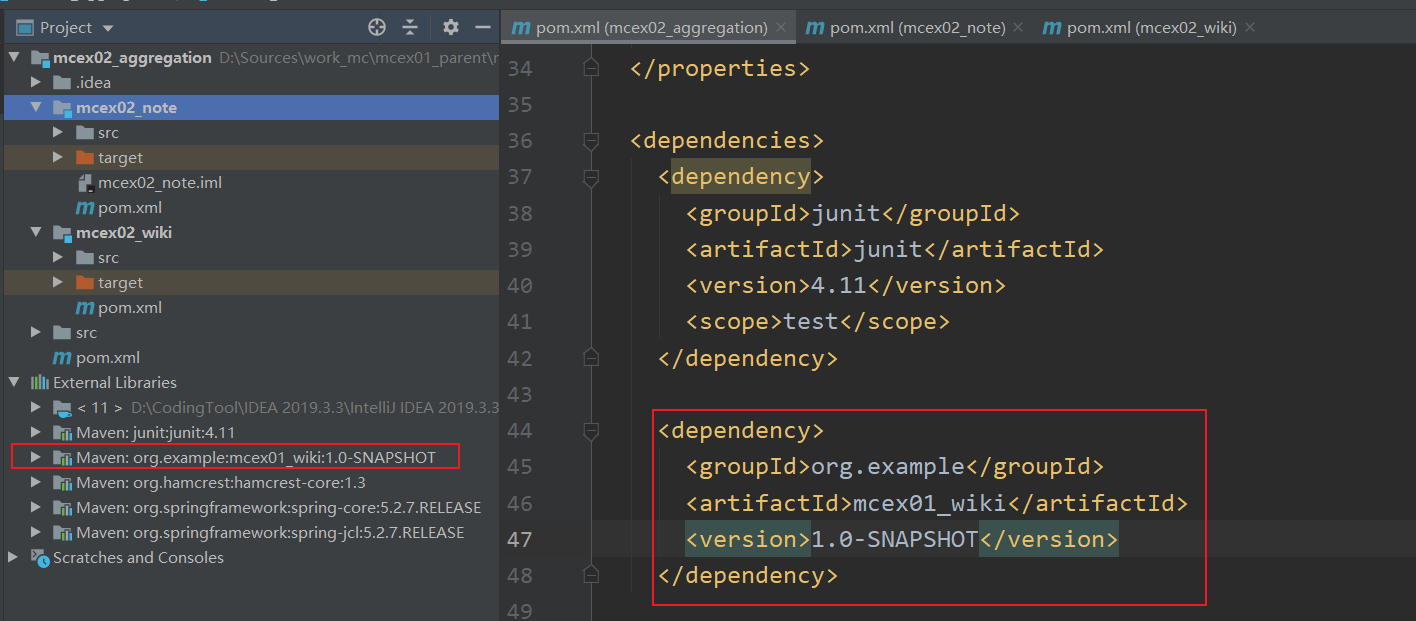 Project
mcex02_aggregation D:\Sources\work_mc\mcex01_parent\
.idea
mcex02_note
src
target
mcex02_note.iml
pom.xml
mcex02_wiki
src
target
pom.xml
src
pom.xml
External Libraries
< 11 > D:\CodingTool\IDEA 2019.3.3\IntelliJ IDEA 2019.3.3
Maven: junit:junit:4.11
Maven: org.example:mcex01_wiki:1.0-SNAPSHOT
Maven: org.hamcrest:hamcrest-core:1.3
Maven: org.springframework:spring-core:5.2.7.RELEASE
Maven: org.springframework:spring-jcl:5.2.7.RELEASE
Scratches and Consoles
pom.xml (mcex02_aggregation) pom.xml (mcex02_note) pom.xml (mcex02_wiki)
34 </properties>
35
36 <dependencies>
37 <dependency>
38 <groupId>junit</groupId>
39 <artifactId>junit</artifactId>
40 <version>4.11</version>
41 <scope>test</scope>
42 </dependency>
43
44 <dependency>
45 <groupId>org.example</groupId>
46 <artifactId>mcex01_wiki</artifactId>
47 <version>1.0-SNAPSHOT</version>
48 </dependency>
49